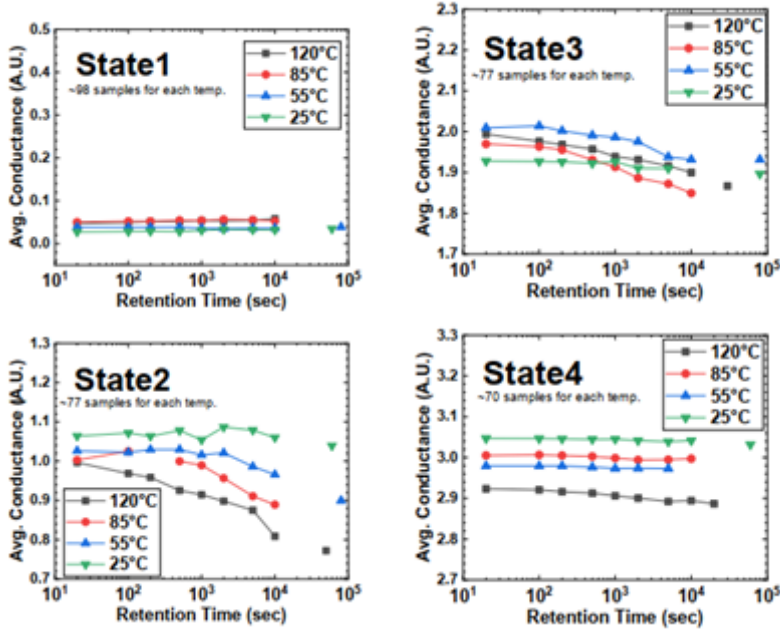 State1
~98 samples for each temp.
120°C
85°C
55°C
25°C
Avg. Conductance (A.U.)
0.5
0.4
0.3
0.2
0.1
0.0
10^1 10^2 10^3 10^4 10^5
Retention Time (sec)
State3
~77 samples for each temp.
120°C
85°C
55°C
25°C
Avg. Conductance (A.U.)
2.3
2.2
2.1
2.0
1.9
1.8
1.7
10^1 10^2 10^3 10^4 10^5
Retention Time (sec)
State2
~77 samples for each temp.
120°C
85°C
55°C
25°C
Avg. Conductance (A.U.)
1.3
1.2
1.1
1.0
0.9
0.8
0.7
10^1 10^2 10^3 10^4 10^5
Retention Time (sec)
State4
~70 samples for each temp.
120°C
85°C
55°C
25°C
Avg. Conductance (A.U.)
3.3
3.2
3.1
3.0
2.9
2.8
2.7
10^1 10^2 10^3 10^4 10^5
Retention Time (sec)